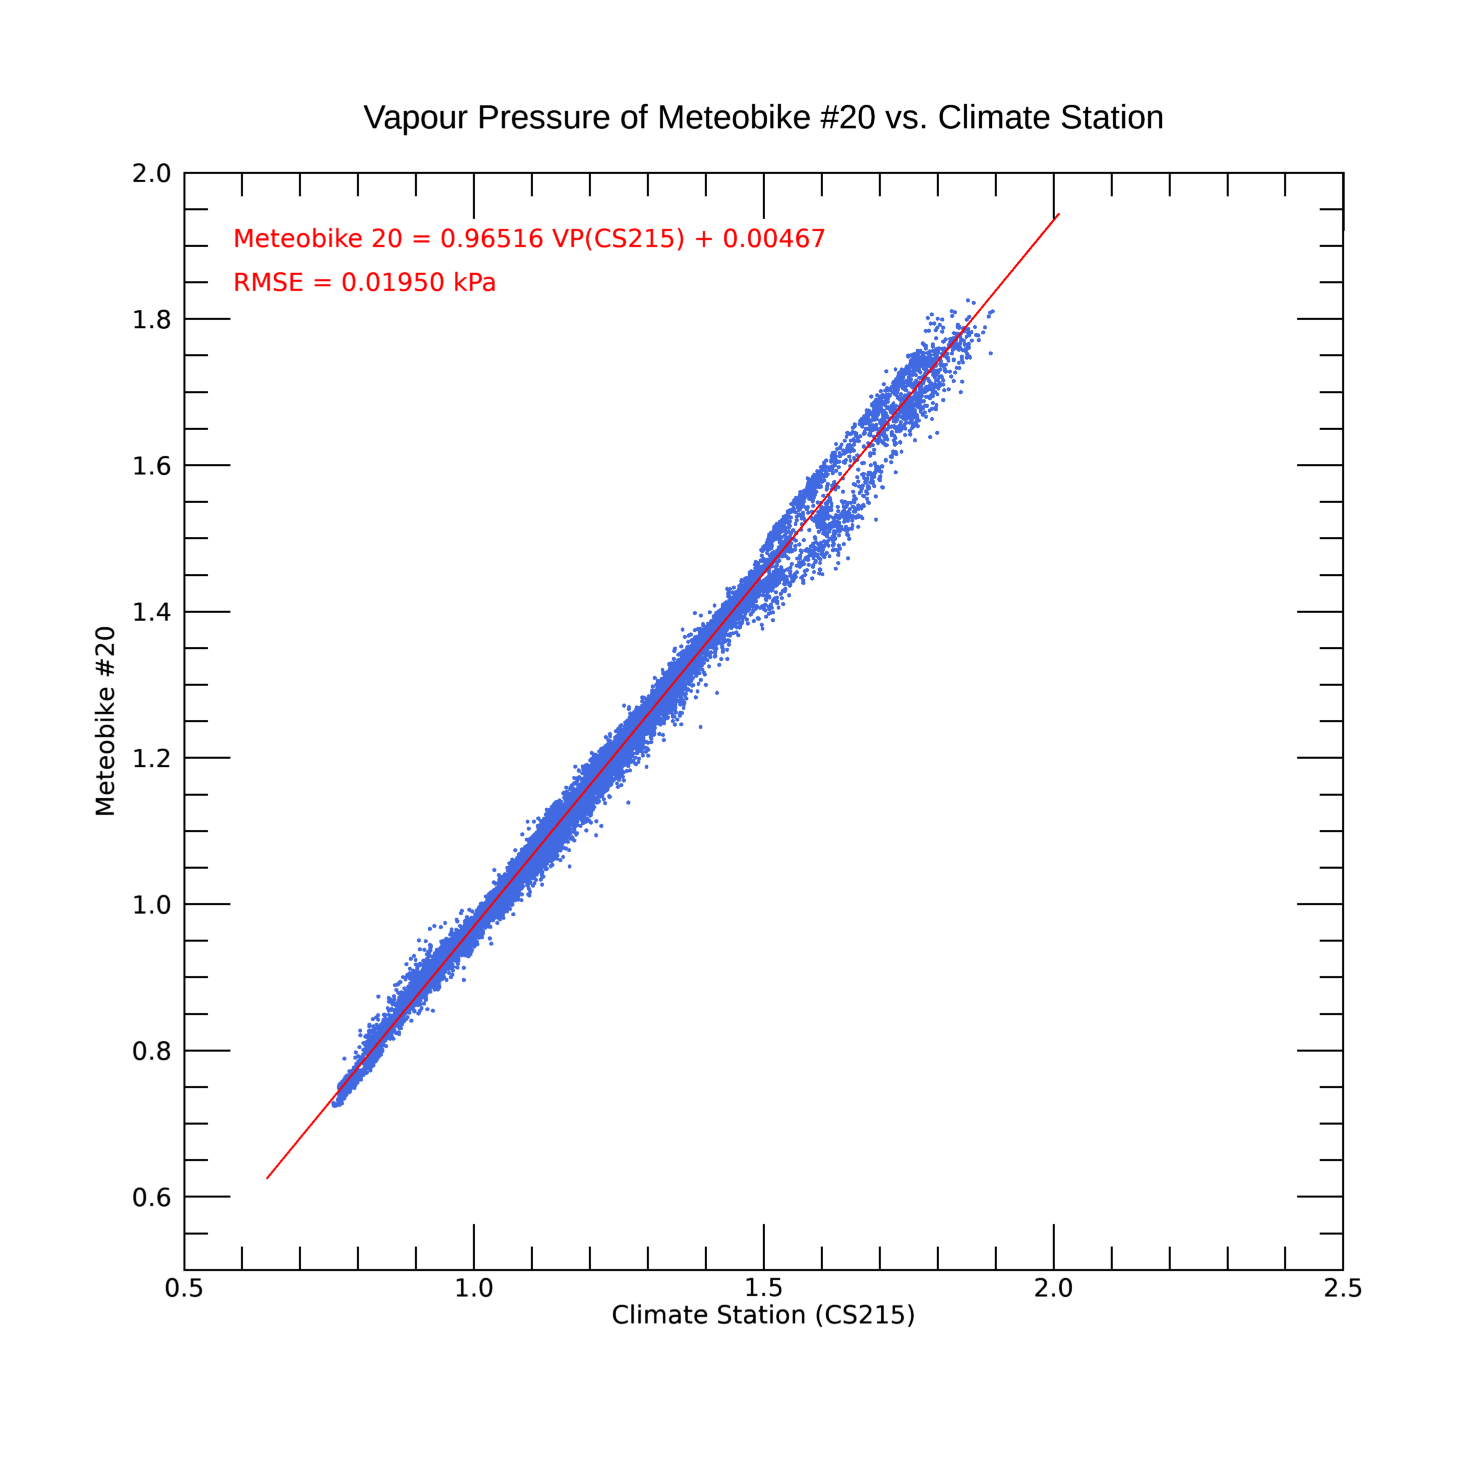 Vapour Pressure of Meteobike #20 vs. Climate Station
2.0
Meteobike 20 = 0.96516 VP(CS215) + 0.00467
RMSE = 0.01950 kPa
1.8
1.6
1.4
Meteobike #20
1.2
1.0
0.8
0.6
0.5 1.0 1.5 2.0 2.5
Climate Station (CS215)